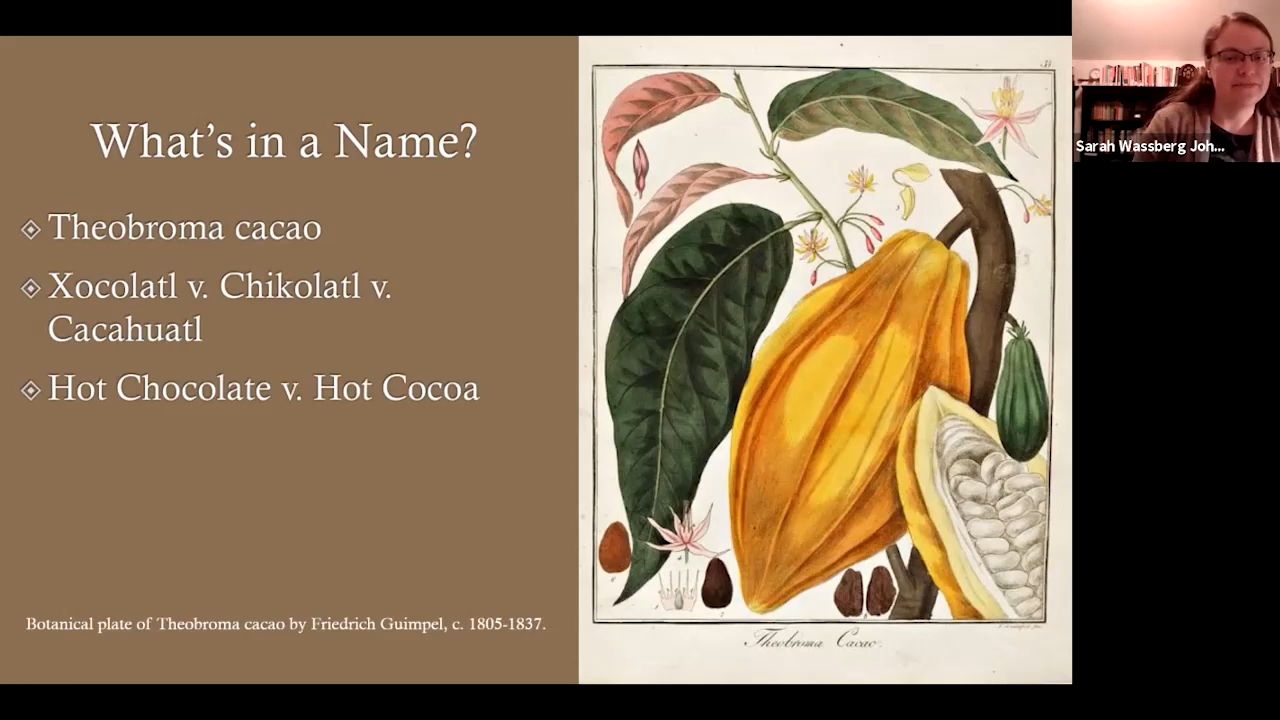 What's in a Name?
Theobroma cacao
Xocolatl v. Chikolatl v.
Cacahuatl
Hot Chocolate v. Hot Cocoa
Botanical plate of Theobroma cacao by Friedrich Guimpel, c. 1805-1837.
Theobroma Cacao.
Sarah Wassberg Joh...